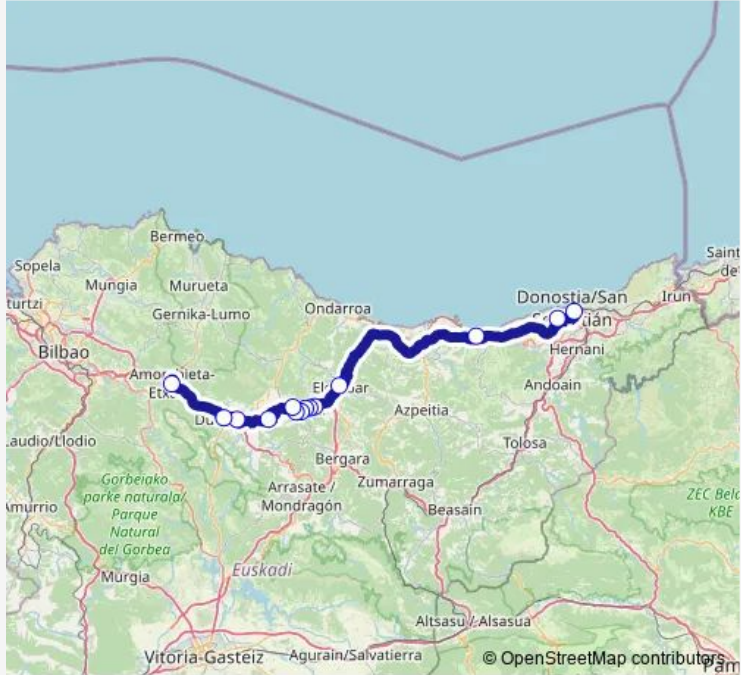 Bermeo
Sopela
Mungia
Murueta
Saint
de
Irun
Donostia/San
Ondarroa
Gernika-Lumo
Hernani
Bilbao
Andoain
Azpeitia
Tolosa
Laudio/Llodio
Bergara
Zumarraga
Gorbeiako
parke naturala/
Parque
Natural
del Gorbea
Arrasate /
Mondragón
Beasain
ZEC
KBE
Murgia
Euskadi
Altsasu / Alsasua
Vitoria-Gasteiz
Agurain/Salvatierra
© OpenStreetMap contributors